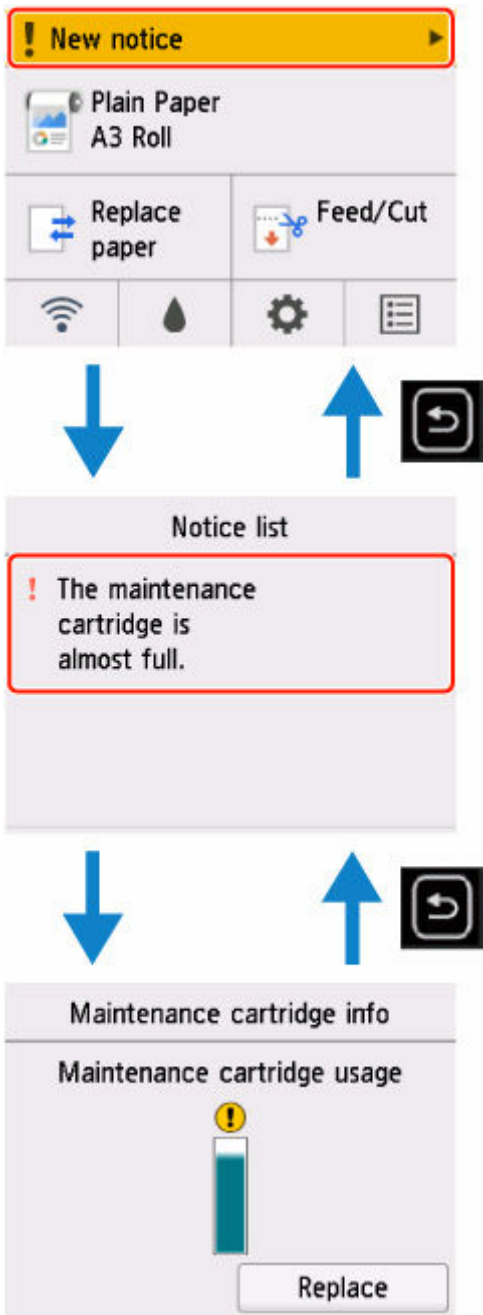 ! New notice
Plain Paper
A3 Roll
Replace
paper
Feed/Cut
Notice list
! The maintenance
cartridge is
almost full.
Maintenance cartridge info
Maintenance cartridge usage
!
Replace